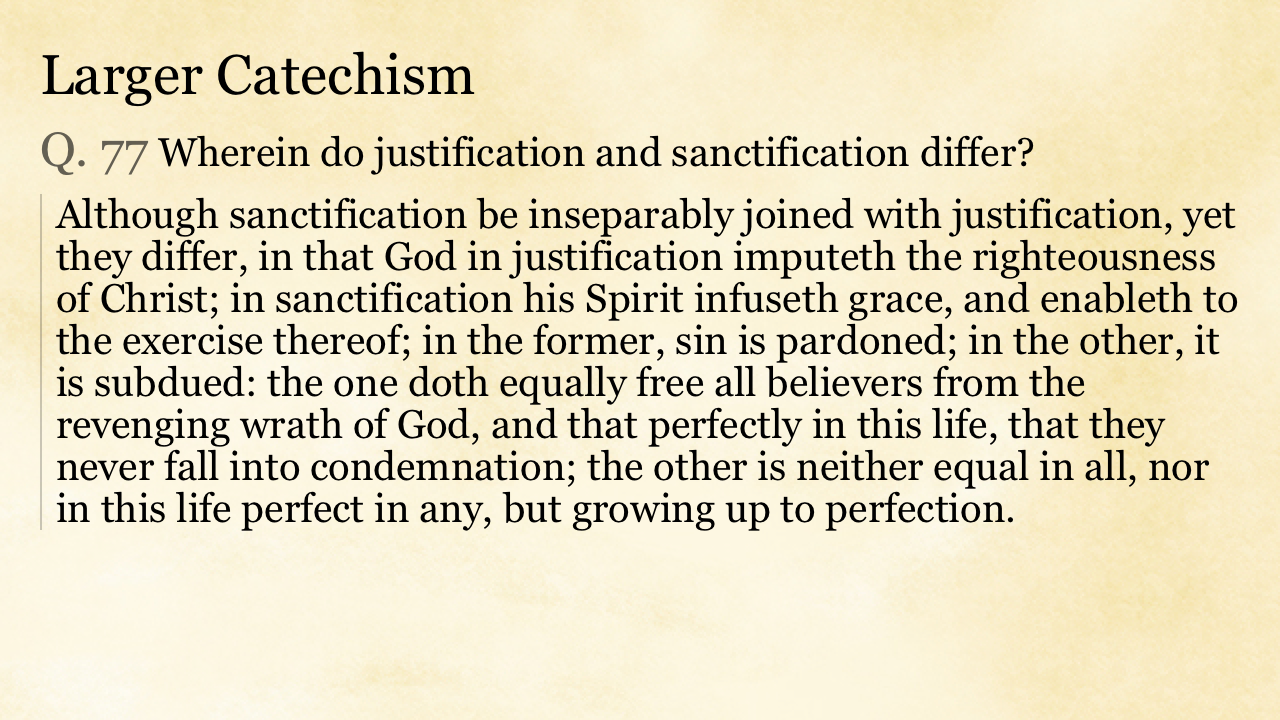 Larger Catechism
Q. 77 Wherein do justification and sanctification differ?
Although sanctification be inseparably joined with justification, yet
they differ, in that God in justification imputeth the righteousness
of Christ; in sanctification his Spirit infuseth grace, and enableth to
the exercise thereof; in the former, sin is pardoned; in the other, it
is subdued: the one doth equally free all believers from the
revenging wrath of God, and that perfectly in this life, that they
never fall into condemnation; the other is neither equal in all, nor
in this life perfect in any, but growing up to perfection.